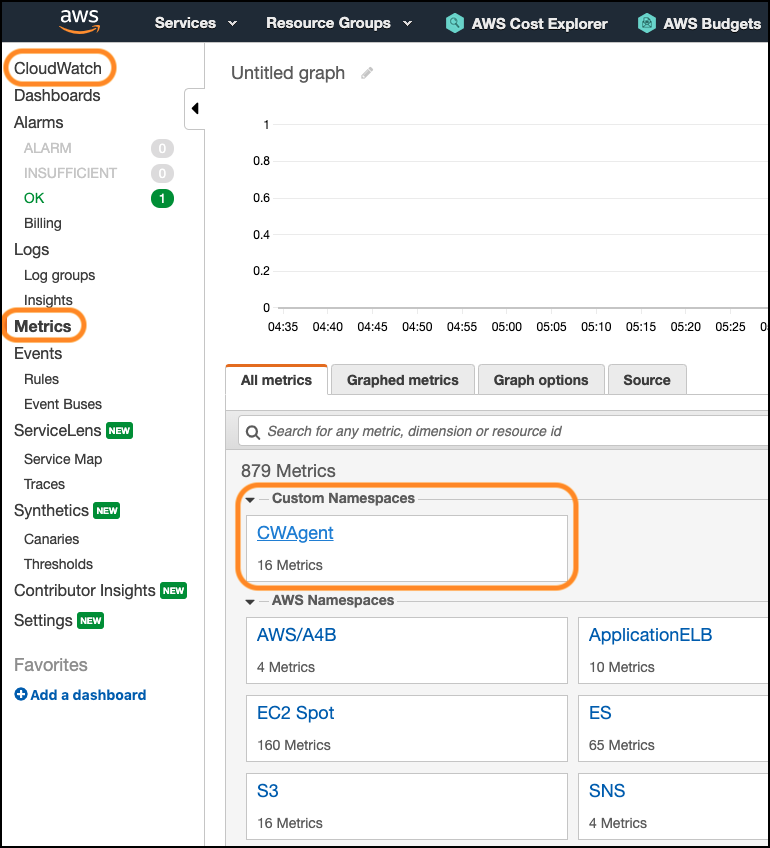 aws
Services
Resource Groups
AWS Cost Explorer
AWS Budgets
CloudWatch
Dashboards
Alarms
ALARM 0
INSUFFICIENT 0
OK 1
Billing
Logs
Log groups
Insights
Metrics
Events
Rules
Event Buses
ServiceLens NEW
Service Map
Traces
Synthetics NEW
Canaries
Thresholds
Contributor Insights NEW
Settings NEW
Favorites
Add a dashboard
Untitled graph
1
0.8
0.6
0.4
0.2
0
04:35 04:40 04:45 04:50 04:55 05:00 05:05 05:10 05:15 05:20 05:25
All metrics
Graphed metrics
Graph options
Source
Search for any metric, dimension or resource id
879 Metrics
Custom Namespaces
CWAgent
16 Metrics
AWS Namespaces
AWS/A4B
4 Metrics
ApplicationELB
10 Metrics
EC2 Spot
160 Metrics
ES
65 Metrics
S3
16 Metrics
SNS
4 Metrics